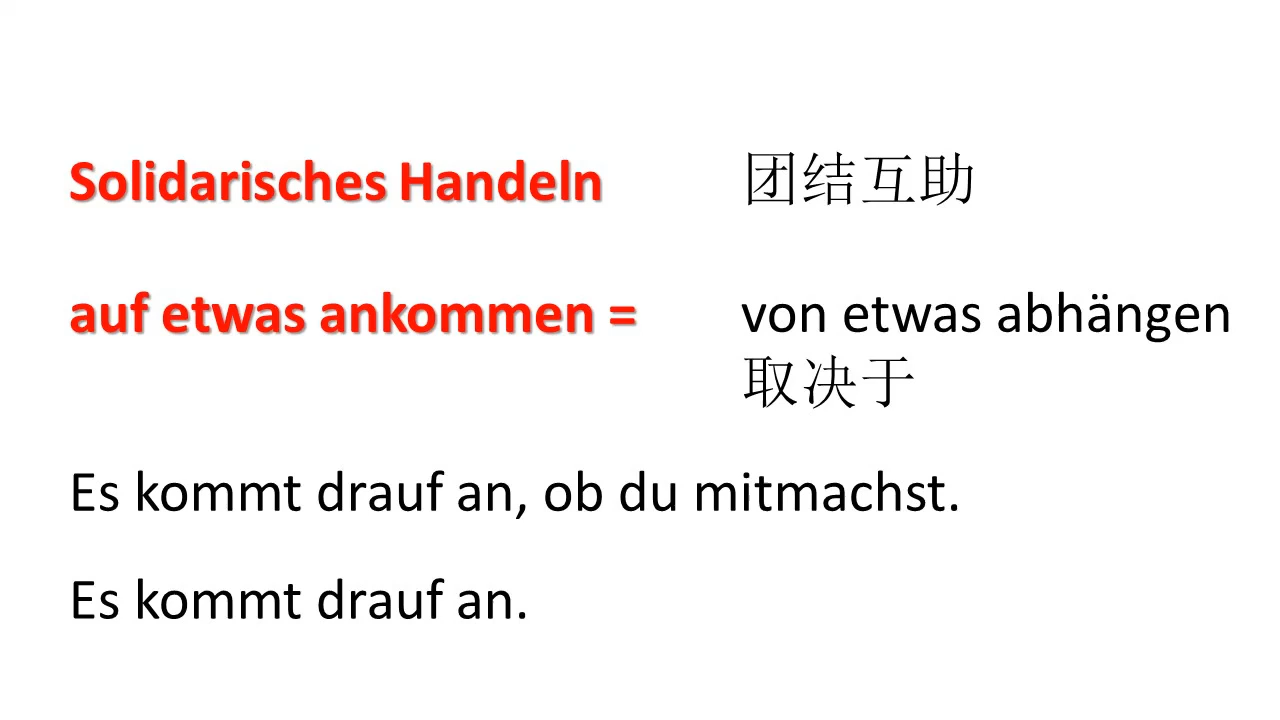 Solidarisches Handeln 团结互助
auf etwas ankommen = von etwas abhängen
取决于
Es kommt drauf an, ob du mitmachst.
Es kommt drauf an.